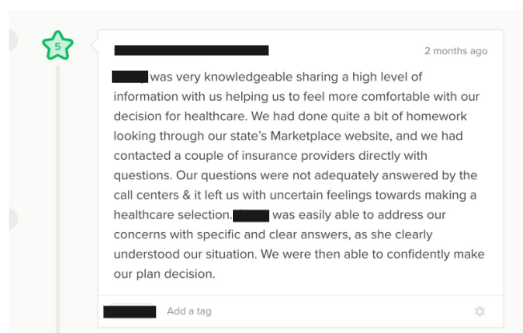 5
2 months ago
was very knowledgeable sharing a high level of
information with us helping us to feel more comfortable with our
decision for healthcare. We had done quite a bit of homework
looking through our state's Marketplace website, and we had
contacted a couple of insurance providers directly with
questions. Our questions were not adequately answered by the
call centers & it left us with uncertain feelings towards making a
healthcare selection. was easily able to address our
concerns with specific and clear answers, as she clearly
understood our situation. We were then able to confidently make
our plan decision.
Add a tag